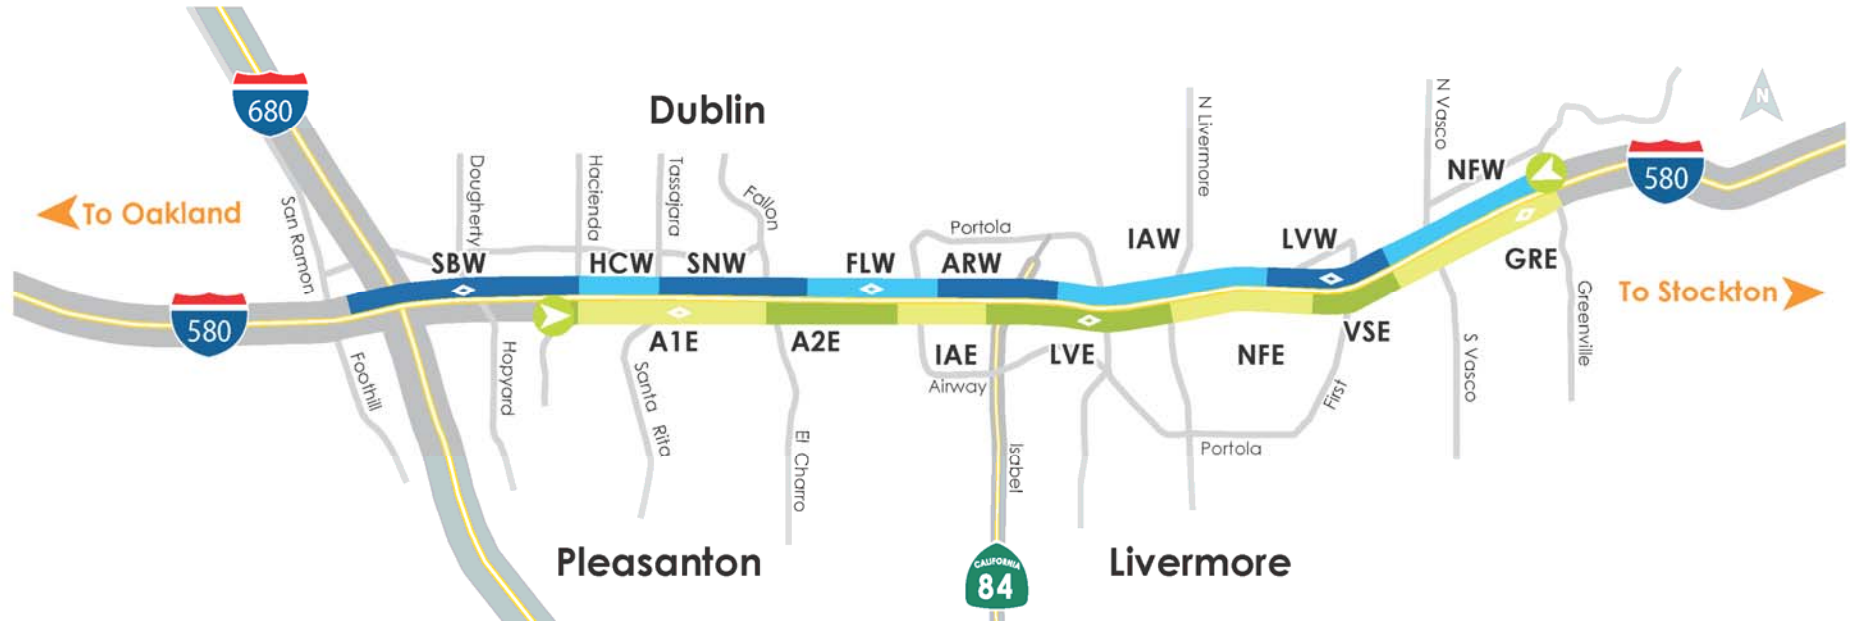 680
Dublin
N
N Vasco
N Livermore
NFW
580
Dougherty
Hacienda
Tassajara
Fallon
To Oakland
San Ramon
Portola
IAW
LVW
SBW
HCW
SNW
FLW
ARW
GRE
To Stockton
580
Greenville
A1E
A2E
IAE
LVE
NFE
VSE
Foothill
Hopyard
Santa Rita
Airway
First
S Vasco
El Charro
Isabel
Portola
Pleasanton
Livermore
CALIFORNIA
84